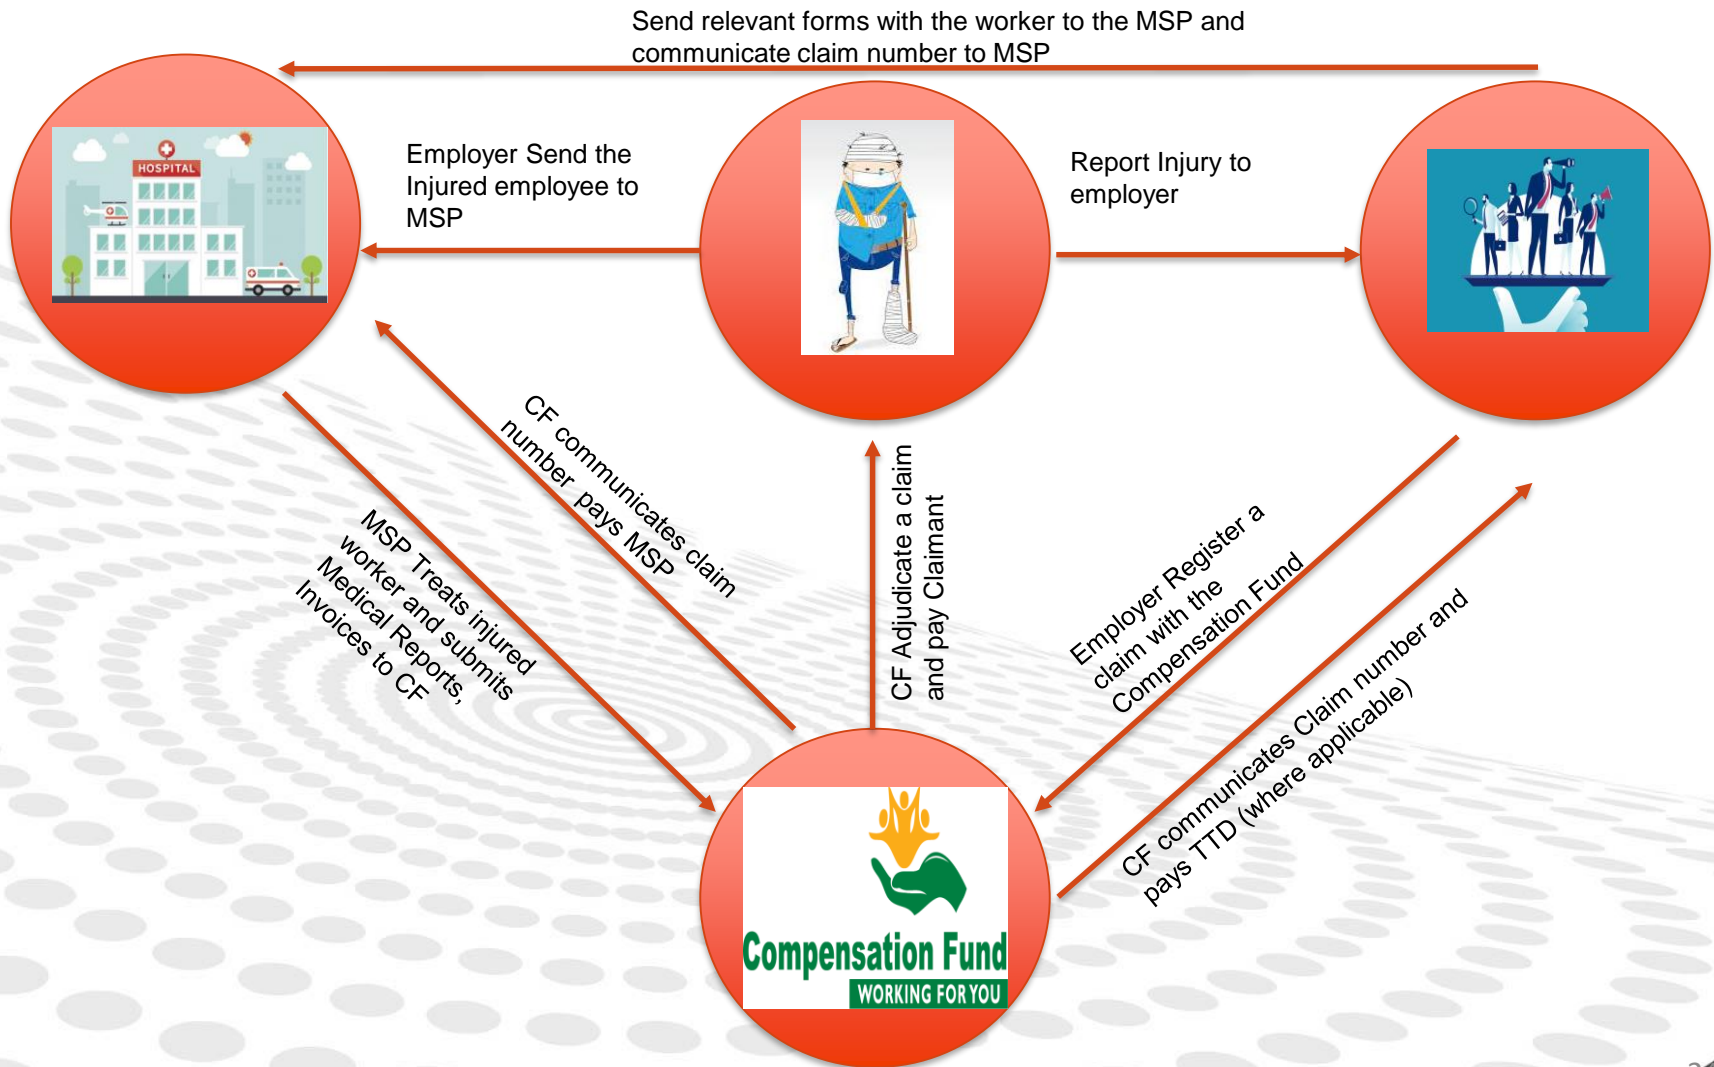 Send relevant forms with the worker to the MSP and
communicate claim number to MSP
HOSPITAL
Employer Send the
Injured employee to
MSP
Report Injury to
employer
CF communicates claim
number pays MSP
MSP Treats injured
worker and submits
Medical Reports,
Invoices to CF
CF Adjudicate a claim
and pay Claimant
Employer Register a
claim with the
Compensation Fund
CF communicates Claim number and
pays TTD (where applicable)
Compensation Fund
WORKING FOR YOU